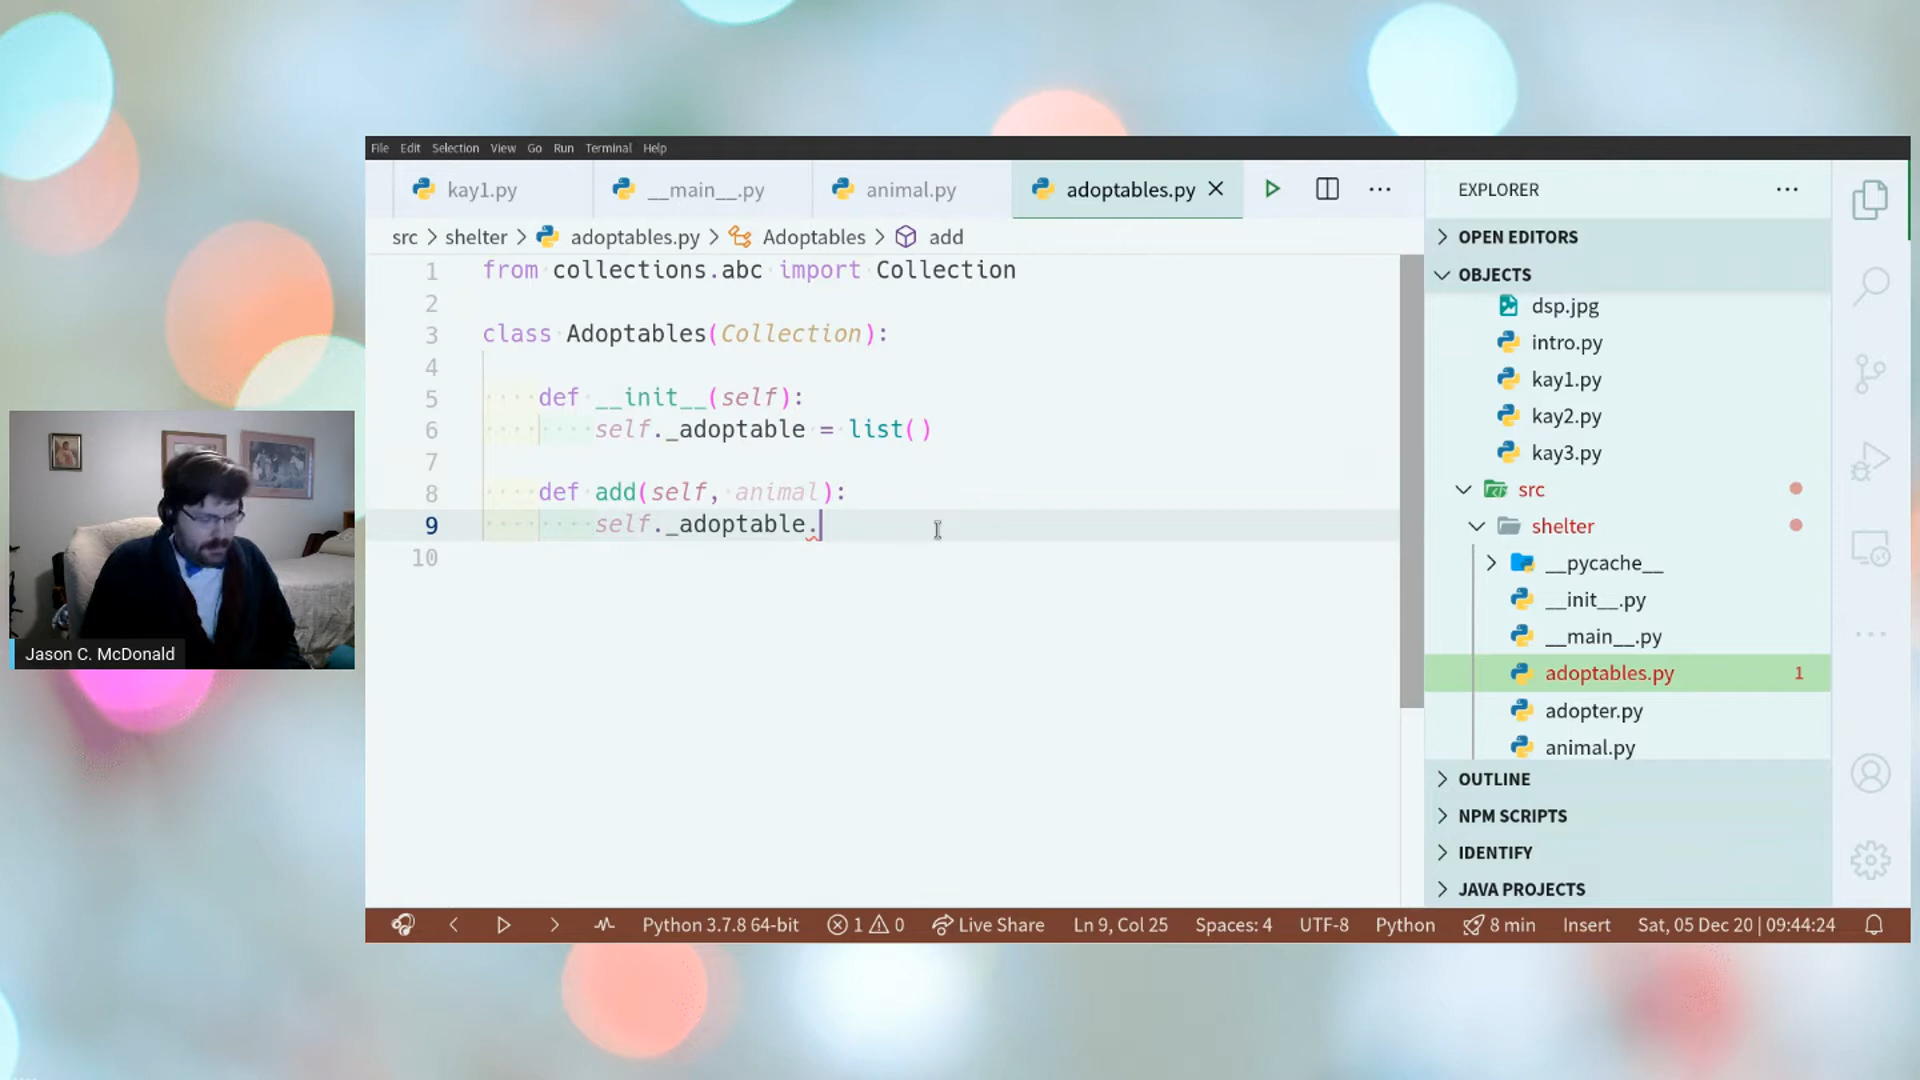 File Edit Selection View Go Run Terminal Help
kay1.py __main__.py animal.py adoptables.py
src > shelter > adoptables.py > Adoptables > add
1 from collections.abc import Collection
2
3 class Adoptables(Collection):
4
5 def __init__(self):
6 self._adoptable = list()
7
8 def add(self, animal):
9 self._adoptable.
10
EXPLORER
OPEN EDITORS
OBJECTS
dsp.jpg
intro.py
kay1.py
kay2.py
kay3.py
src
shelter
__pycache__
__init__.py
__main__.py
adoptables.py 1
adopter.py
animal.py
OUTLINE
NPM SCRIPTS
IDENTIFY
JAVA PROJECTS
Jason C. McDonald
Python 3.7.8 64-bit 1 0 Live Share Ln 9, Col 25 Spaces: 4 UTF-8 Python 8 min Insert Sat, 05 Dec 20 | 09:44:24